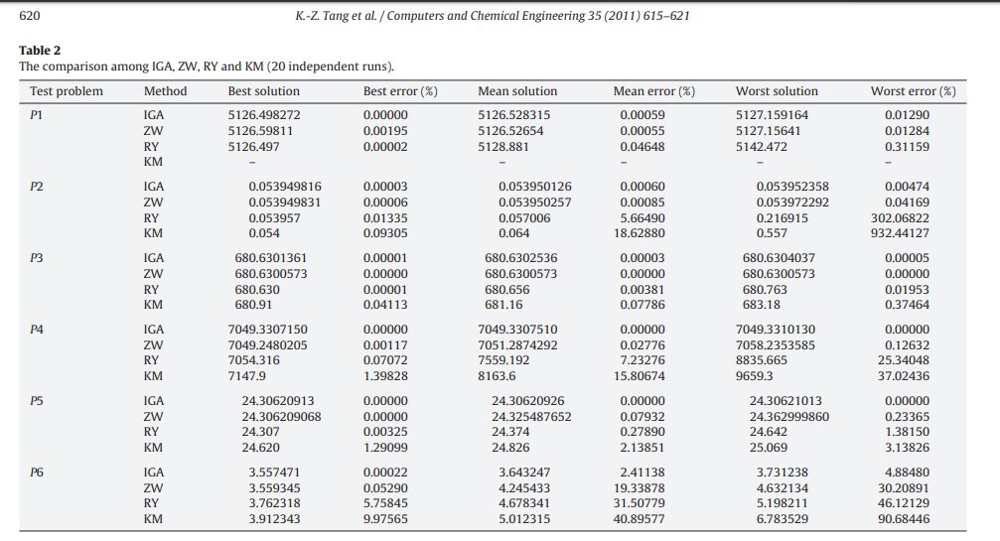 620
K.-Z. Tang et al. / Computers and Chemical Engineering 35 (2011) 615–621
Table 2
The comparison among IGA, ZW, RY and KM (20 independent runs).
Test problem Method Best solution Best error (%) Mean solution Mean error (%) Worst solution Worst error (%)
P1 IGA 5126.498272 0.00000 5126.528315 0.00059 5127.159164 0.01290
ZW 5126.59811 0.00195 5126.52654 0.00055 5127.15641 0.01284
RY 5126.497 0.00002 5128.881 0.04648 5142.472 0.31159
KM – – – – –
P2 IGA 0.053949816 0.00003 0.053950126 0.00060 0.053952358 0.00474
ZW 0.053949831 0.00006 0.053950257 0.00085 0.053972292 0.04169
RY 0.053957 0.01335 0.057006 5.66490 0.216915 302.06822
KM 0.054 0.09305 0.064 18.62880 0.557 932.44127
P3 IGA 680.6301361 0.00001 680.6302536 0.00003 680.6304037 0.00005
ZW 680.6300573 0.00000 680.6300573 0.00000 680.6300573 0.00000
RY 680.630 0.00001 680.656 0.00381 680.763 0.01953
KM 680.91 0.04113 681.16 0.07786 683.18 0.37464
P4 IGA 7049.3307150 0.00000 7049.3307510 0.00000 7049.3310130 0.00000
ZW 7049.2480205 0.00117 7051.2874292 0.02776 7058.2353585 0.12632
RY 7054.316 0.07072 7559.192 7.23276 8835.665 25.34048
KM 7147.9 1.39828 8163.6 15.80674 9659.3 37.02436
P5 IGA 24.30620913 0.00000 24.30620926 0.00000 24.30621013 0.00000
ZW 24.306209068 0.00000 24.325487652 0.07932 24.362999860 0.23365
RY 24.307 0.00325 24.374 0.27890 24.642 1.38150
KM 24.620 1.29099 24.826 2.13851 25.069 3.13826
P6 IGA 3.557471 0.00022 3.643247 2.41138 3.731238 4.88480
ZW 3.559345 0.05290 4.245433 19.33878 4.632134 30.20891
RY 3.762318 5.75845 4.678341 31.50779 5.198211 46.12129
KM 3.912343 9.97565 5.012315 40.89577 6.783529 90.68446